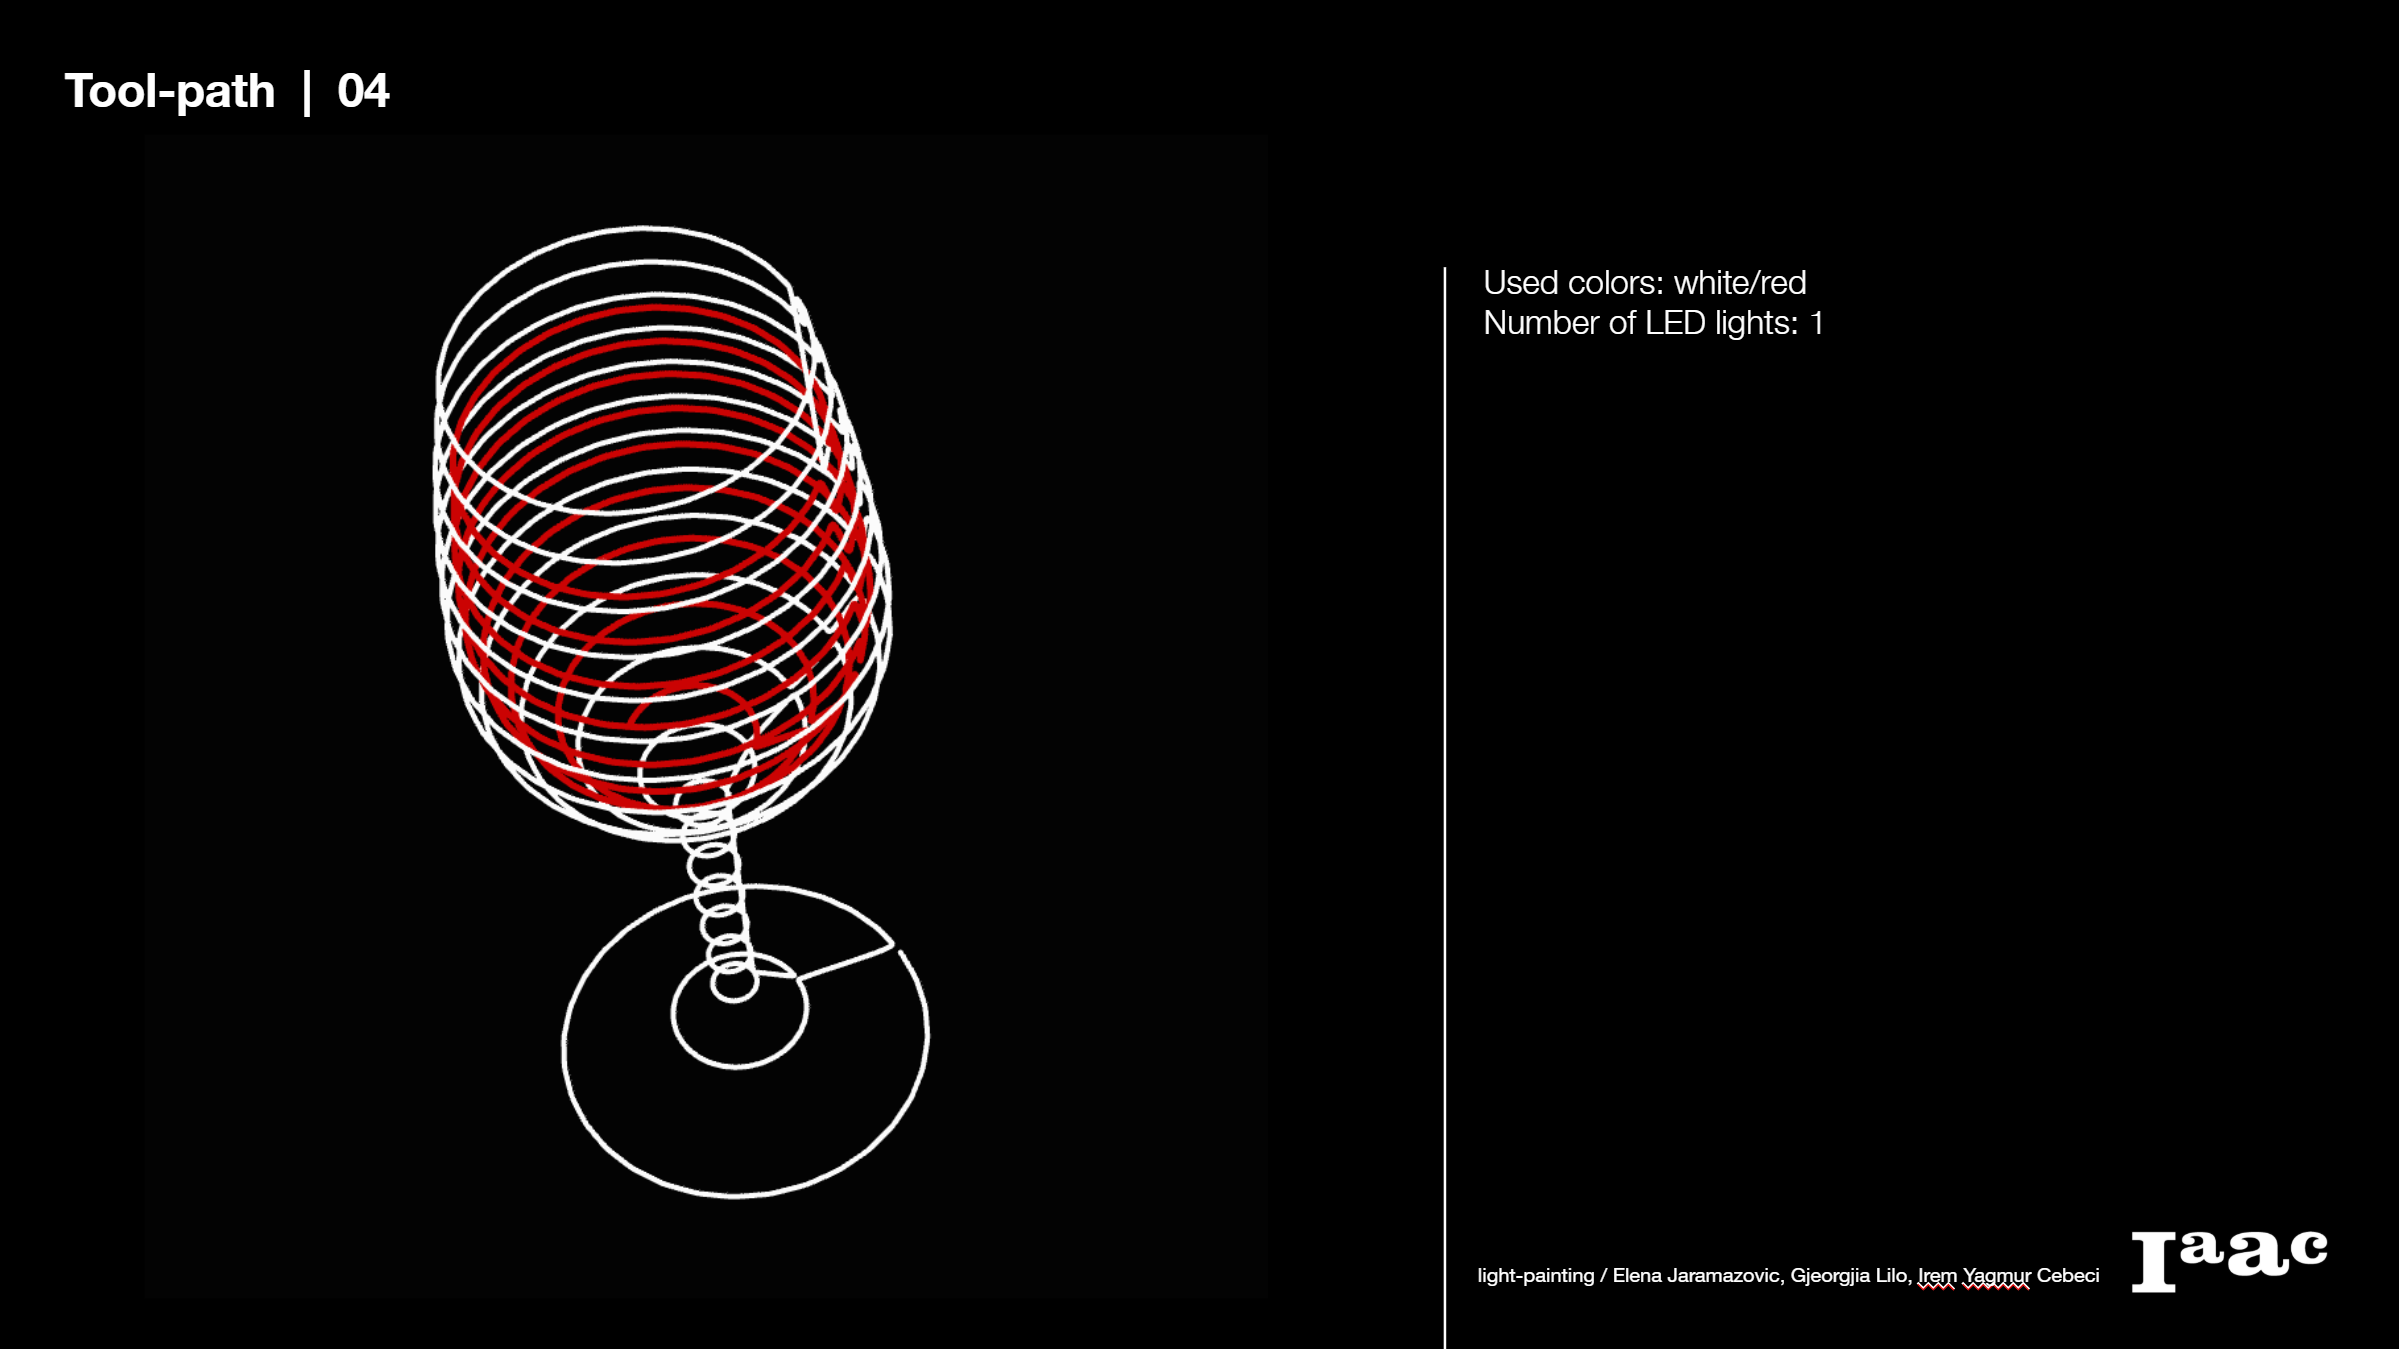 Tool-path | 04
Used colors: white/red
Number of LED lights: 1
light-painting / Elena Jaramazovic, Gjeorgjia Lilo, Irem Yagmur Cebeci
Iaac